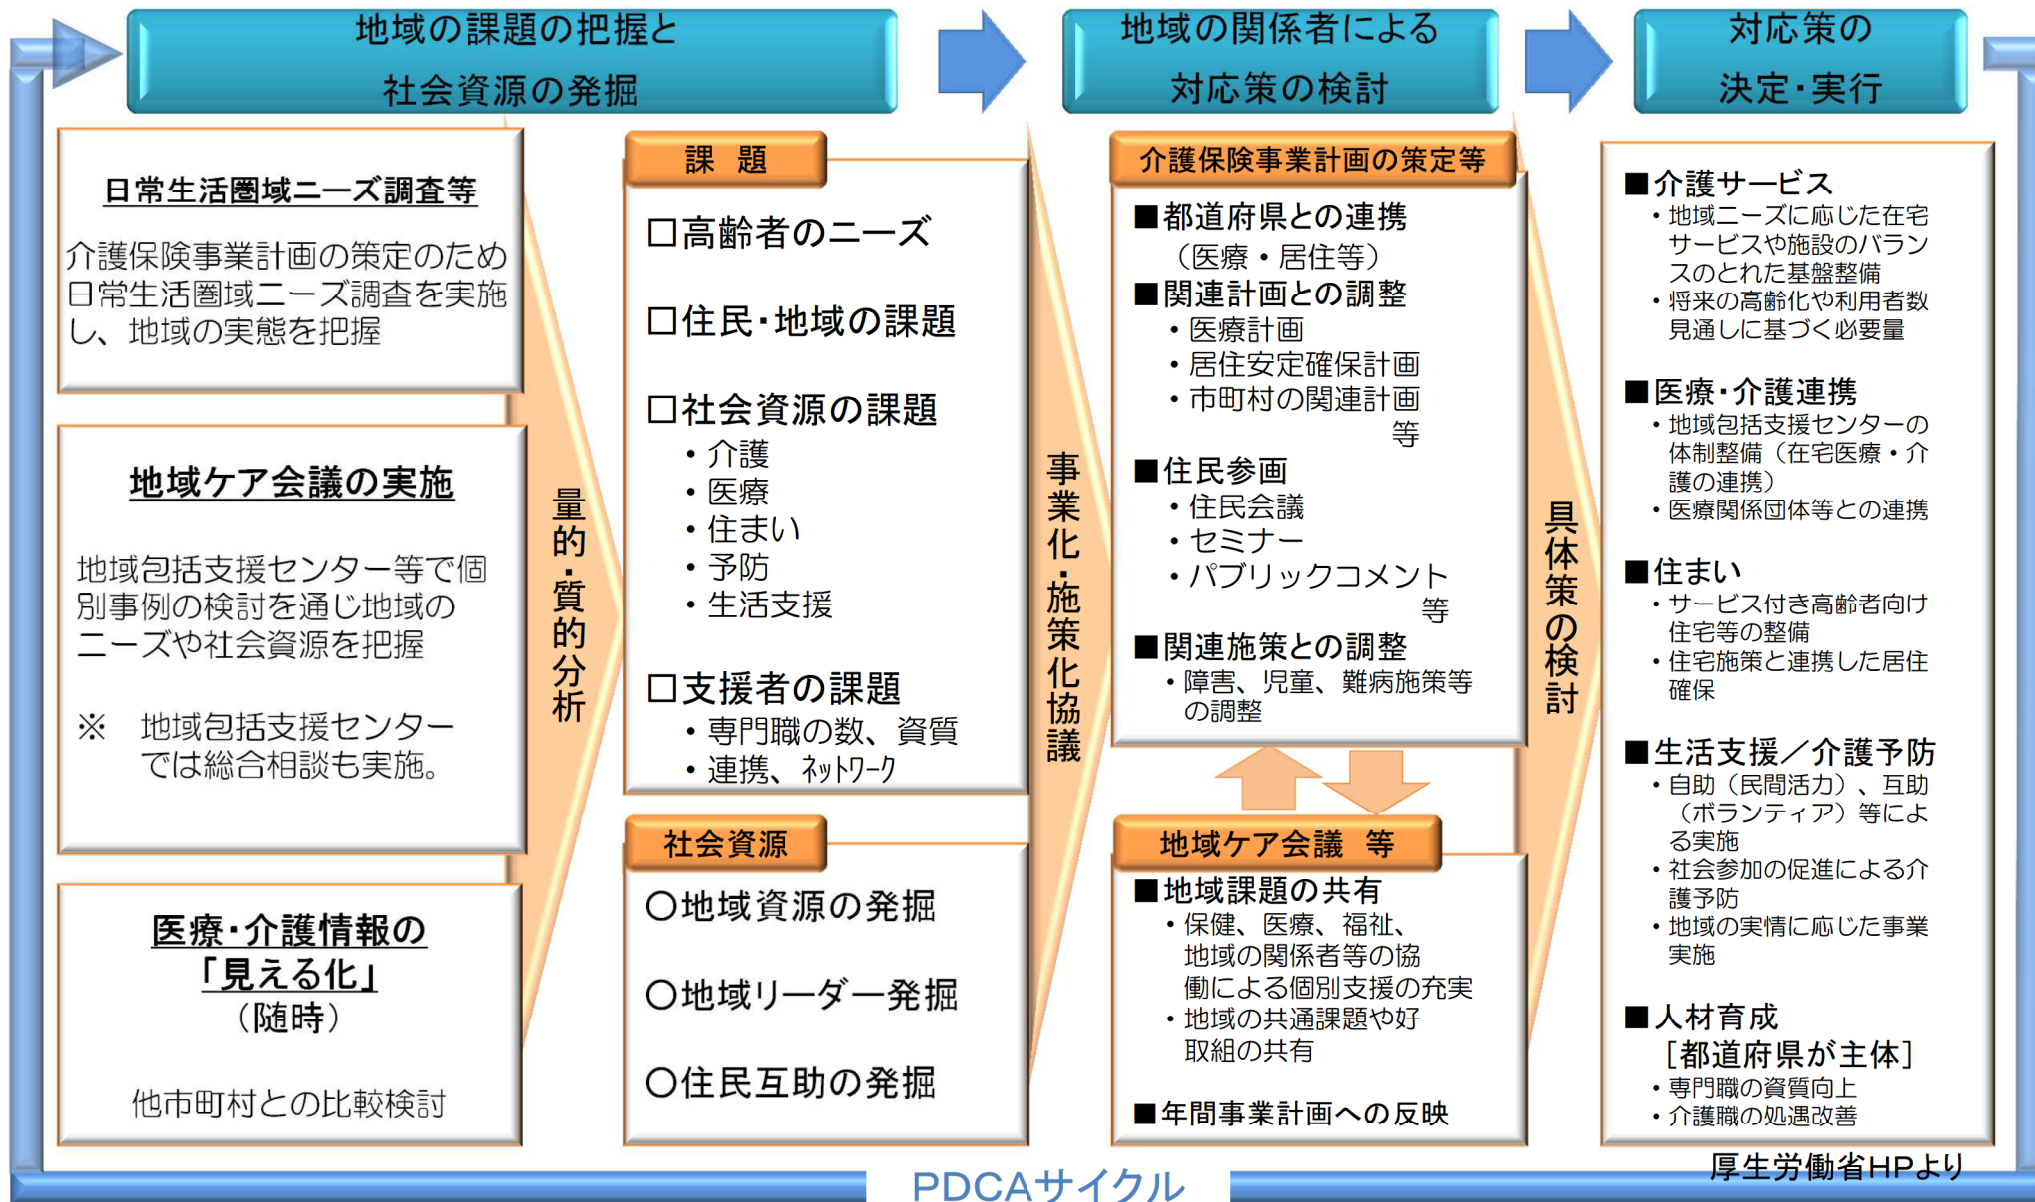 地域の課題の把握と
社会資源の発掘
地域の関係者による
対応策の検討
対応策の
決定・実行
日常生活圏域ニーズ調査等
介護保険事業計画の策定のため
日常生活圏域ニーズ調査を実施
し、地域の実態を把握
地域ケア会議の実施
地域包括支援センター等で個
別事例の検討を通じ地域の
ニーズや社会資源を把握
※ 地域包括支援センター
では総合相談も実施。
医療・介護情報の
「見える化」
（随時）
他市町村との比較検討
量的・質的分析
課 題
□高齢者のニーズ
□住民・地域の課題
□社会資源の課題
・介護
・医療
・住まい
・予防
・生活支援
□支援者の課題
・専門職の数、資質
・連携、ネットワーク
社会資源
○地域資源の発掘
○地域リーダー発掘
○住民互助の発掘
事業化・施策化協議
介護保険事業計画の策定等
■都道府県との連携
（医療・居住等）
■関連計画との調整
・医療計画
・居住安定確保計画
・市町村の関連計画
等
■住民参画
・住民会議
・セミナー
・パブリックコメント
等
■関連施策との調整
・障害、児童、難病施策等
の調整
地域ケア会議 等
■地域課題の共有
・保健、医療、福祉、
地域の関係者等の協
働による個別支援の充実
・地域の共通課題や好
取組の共有
■年間事業計画への反映
具体策の検討
■介護サービス
・地域ニーズに応じた在宅
サービスや施設のバラン
スのとれた基盤整備
・将来の高齢化や利用者数
見通しに基づく必要量
■医療・介護連携
・地域包括支援センターの
体制整備（在宅医療・介
護の連携）
・医療関係団体等との連携
■住まい
・サービス付き高齢者向け
住宅等の整備
・住宅施策と連携した居住
確保
■生活支援／介護予防
・自助（民間活力）、互助
（ボランティア）等によ
る実施
・社会参加の促進による介
護予防
・地域の実情に応じた事業
実施
■人材育成
［都道府県が主体］
・専門職の資質向上
・介護職の処遇改善
厚生労働省HPより
PDCAサイクル